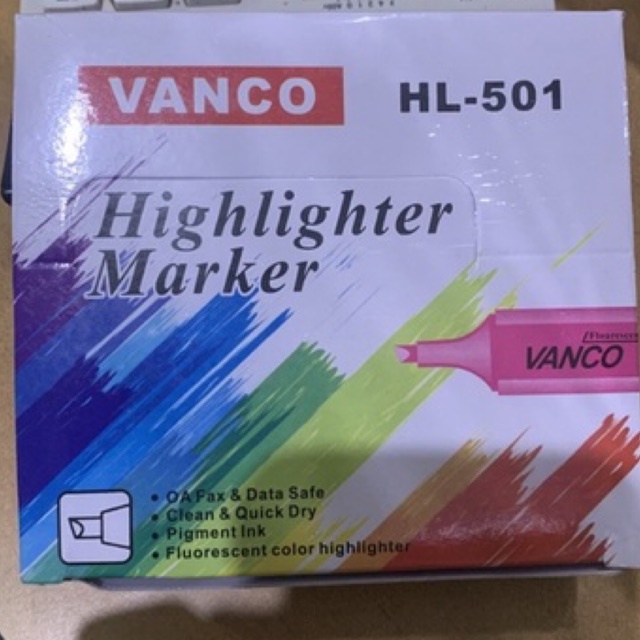 VANCO
HL-501
Highlighter
Marker
VANCO
OA Fax & Data Safe
Clean & Quick Dry
Pigment Ink
Fluorescent color highlighter